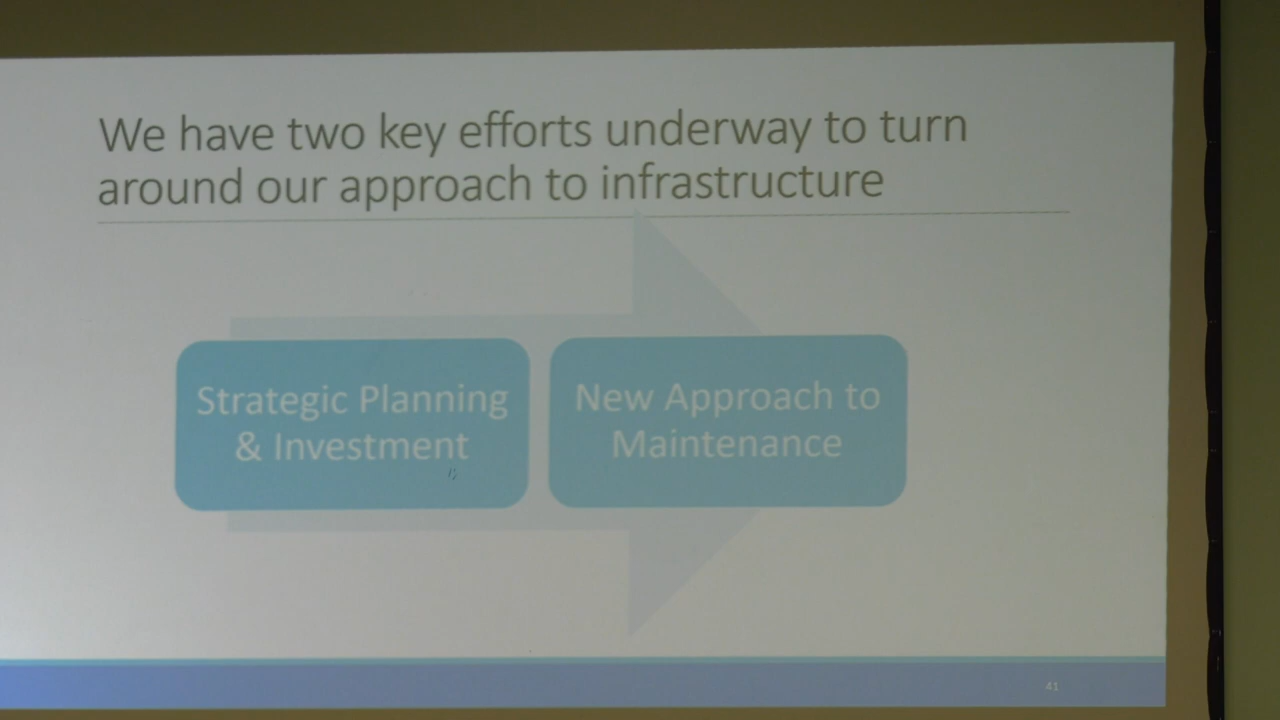 We have two key efforts underway to turn
around our approach to infrastructure
Strategic Planning
& Investment
New Approach to
Maintenance
41